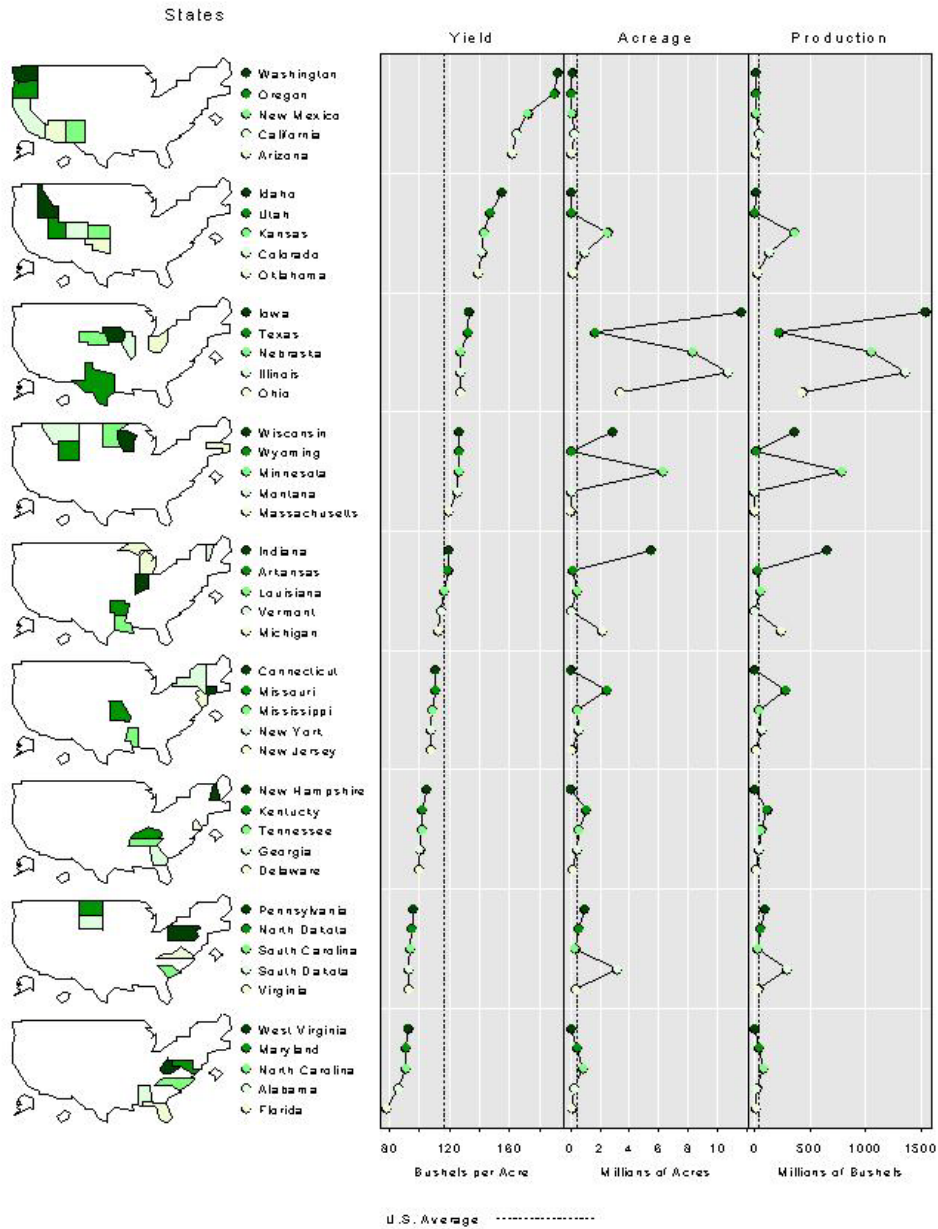 States
Yield Acreage Production
Washington
Oregon
New Mexico
California
Arizona
Idaho
Utah
Kansas
Colorado
Oklahoma
Iowa
Texas
Nebraska
Illinois
Ohio
Wisconsin
Wyoming
Minnesota
Montana
Massachusetts
Indiana
Arkansas
Louisiana
Vermont
Michigan
Connecticut
Missouri
Mississippi
New York
New Jersey
New Hampshire
Kentucky
Tennessee
Georgia
Delaware
Pennsylvania
North Dakota
South Carolina
South Dakota
Virginia
West Virginia
Maryland
North Carolina
Alabama
Florida
80 120 160 0 2 4 6 8 10 0 500 1000 1500
Bushels per Acre Millions of Acres Millions of Bushels
U.S. Average